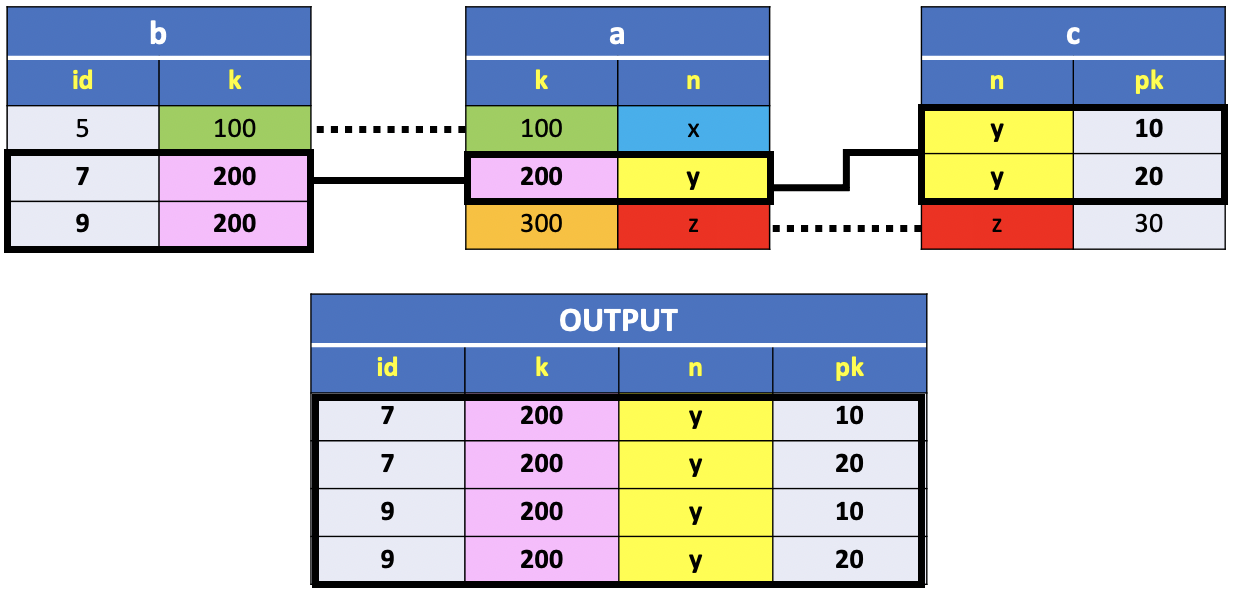 b a c
id k k n n pk
5 100 100 x y 10
7 200 200 y y 20
9 200 300 z z 30
OUTPUT
id k n pk
7 200 y 10
7 200 y 20
9 200 y 10
9 200 y 20